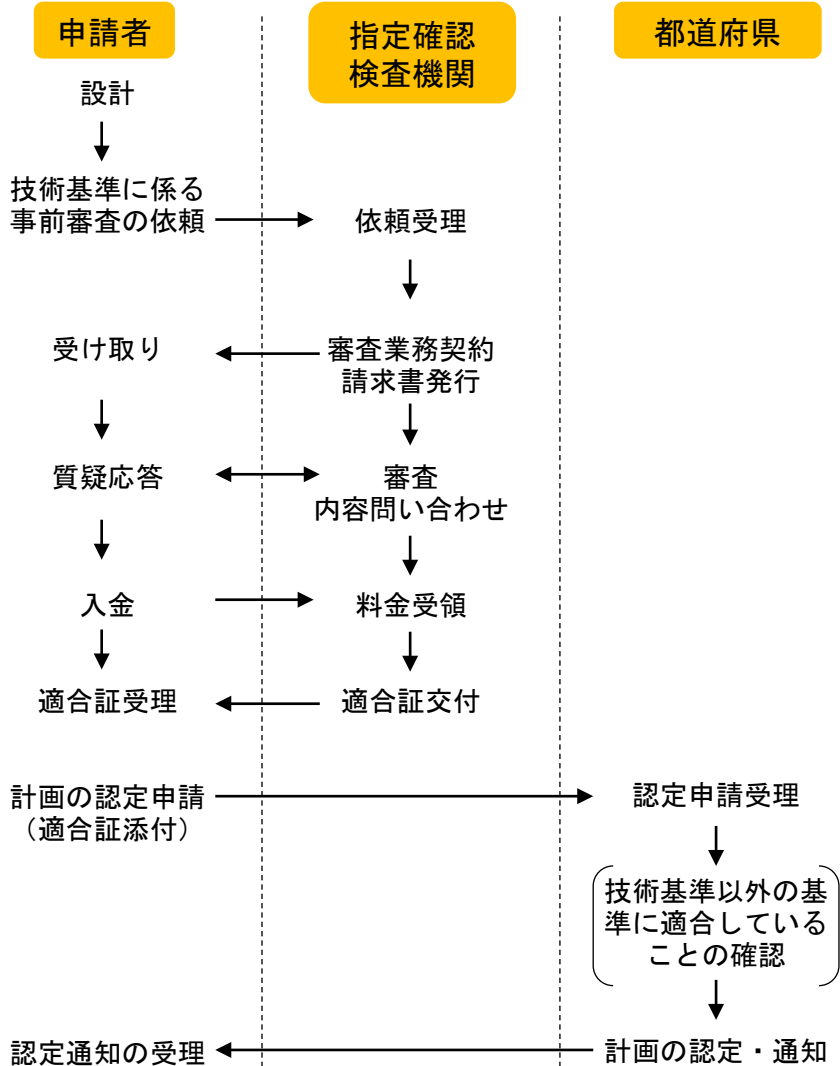 申請者
指定確認
検査機関
都道府県
設計
技術基準に係る
事前審査の依頼
依頼受理
受け取り
審査業務契約
請求書発行
質疑応答
審査
内容問い合わせ
入金
料金受領
適合証受理
適合証交付
計画の認定申請
（適合証添付）
認定申請受理
技術基準以外の基
準に適合している
ことの確認
認定通知の受理
計画の認定・通知